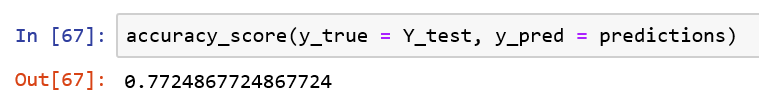 In [67]: accuracy_score(y_true = Y_test, y_pred = predictions)
Out[67]: 0.7724867724867724